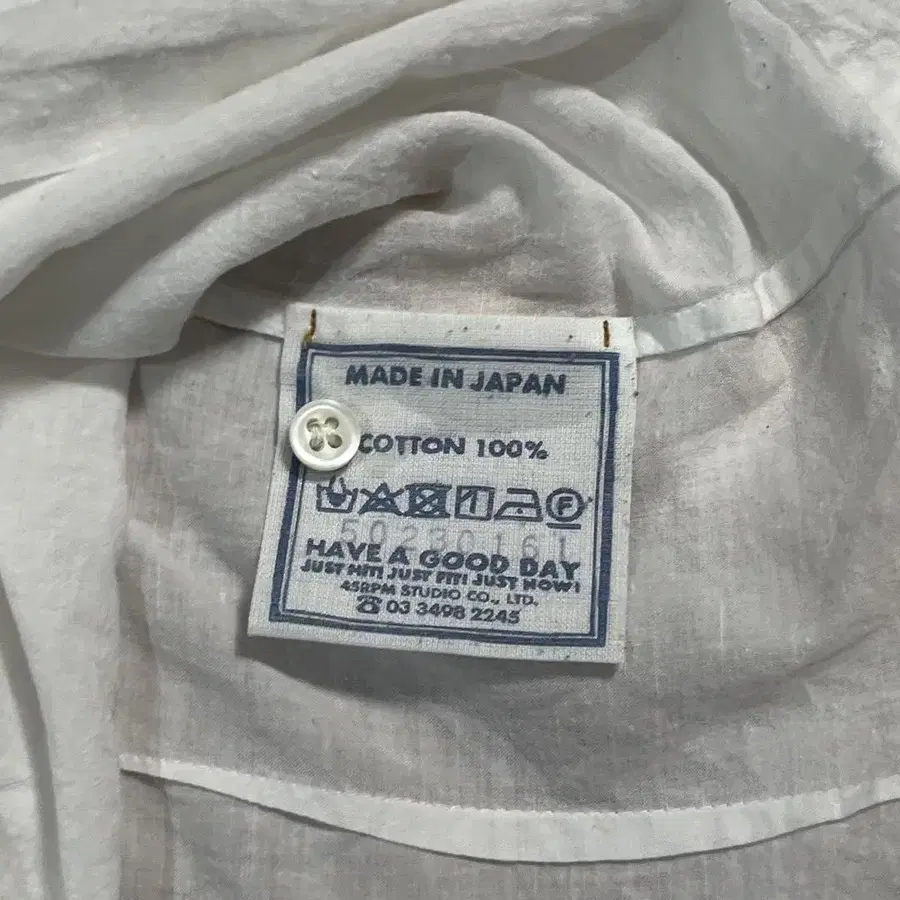 MADE IN JAPAN
COTTON 100%
F
50230161
HAVE A GOOD DAY
JUST HIT! JUST FIT! JUST NOW!
45RPM STUDIO CO., LTD.
☎ 03 3498 2245